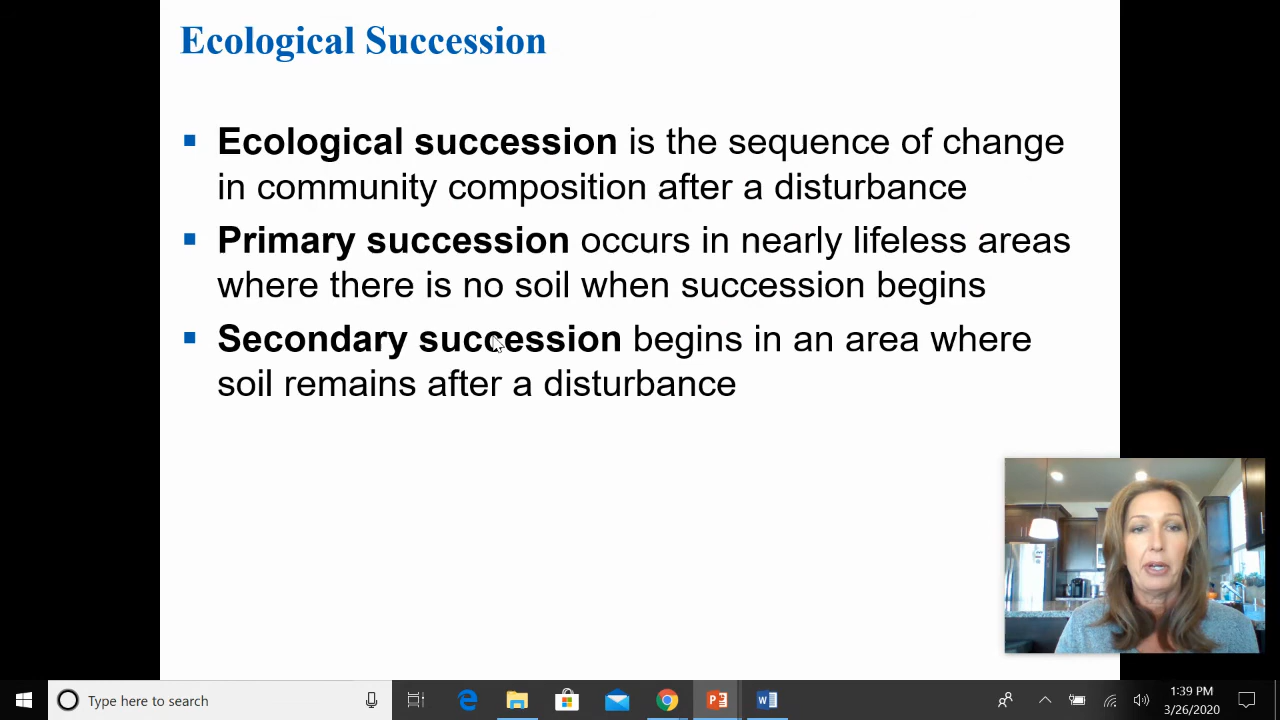 Ecological Succession
Ecological succession is the sequence of change
in community composition after a disturbance
Primary succession occurs in nearly lifeless areas
where there is no soil when succession begins
Secondary succession begins in an area where
soil remains after a disturbance
Type here to search
1:39 PM
3/26/2020